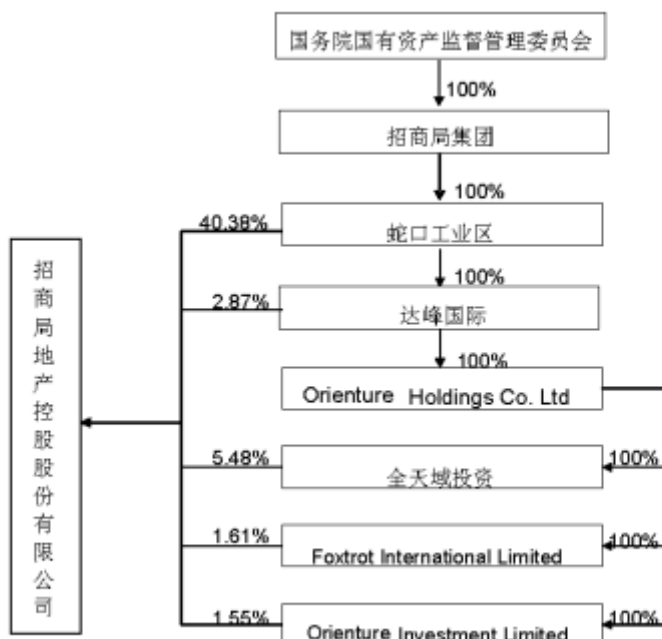 国务院国有资产监督管理委员会
100%
招商局集团
100%
40.38%
蛇口工业区
100%
2.87%
达峰国际
100%
Orienture Holdings Co. Ltd
招商局地产控股股份有限公司
5.48%
全天域投资
100%
1.61%
Foxtrot International Limited
100%
1.55%
Orienture Investment Limited
100%